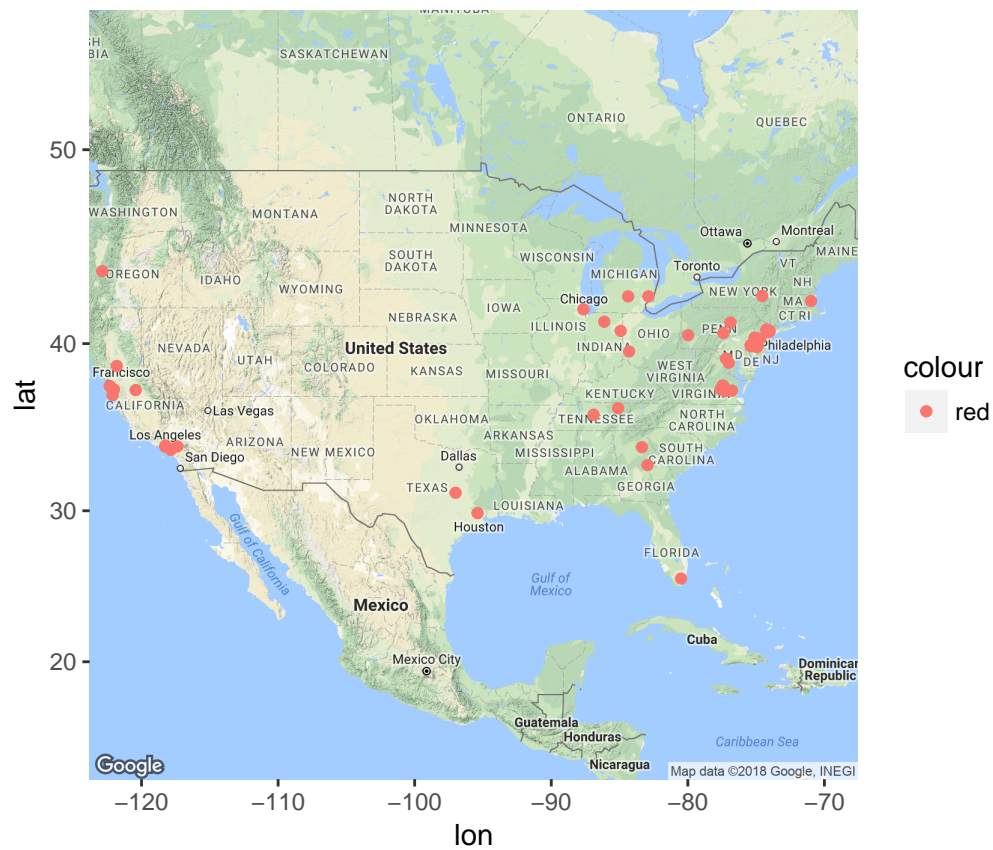 MANITOBA
SH
BIA
SASKATCHEWAN
ONTARIO
QUEBEC
50
WASHINGTON
MONTANA
NORTH
DAKOTA
MINNESOTA
Ottawa
Montreal
MAINE
OREGON
IDAHO
WYOMING
SOUTH
DAKOTA
WISCONSIN
MICHIGAN
Toronto
VT
NH
NEW YORK
MA
CT RI
Chicago
IOWA
NEBRASKA
ILLINOIS
INDIANA
OHIO
PENN
Philadelphia
MD
DE
NJ
40
NEVADA
UTAH
COLORADO
United States
KANSAS
MISSOURI
WEST
VIRGINIA
VIRGINIA
KENTUCKY
Francisco
CALIFORNIA
Las Vegas
Los Angeles
San Diego
ARIZONA
NEW MEXICO
OKLAHOMA
ARKANSAS
TENNESSEE
NORTH
CAROLINA
MISSISSIPPI
SOUTH
CAROLINA
ALABAMA
GEORGIA
Dallas
TEXAS
LOUISIANA
Houston
30
FLORIDA
Gulf of California
Gulf of
Mexico
Mexico
Cuba
20
Mexico City
Dominican
Republic
Guatemala
Honduras
Nicaragua
Caribbean Sea
Google
Map data ©2018 Google, INEGI
−120
−110
−100
−90
−80
−70
lon
lat
colour
red